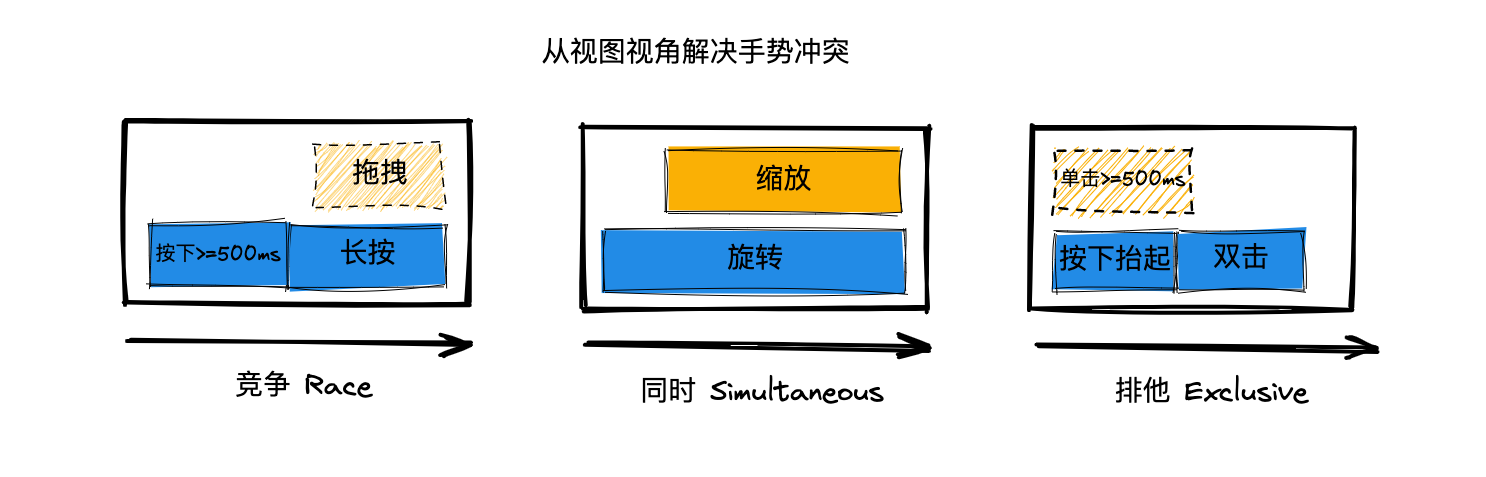 从视图视角解决手势冲突
拖拽
按下>=500ms
长按
竞争 Race
缩放
旋转
同时 Simultaneous
单击>=500ms
按下抬起
双击
排他 Exclusive